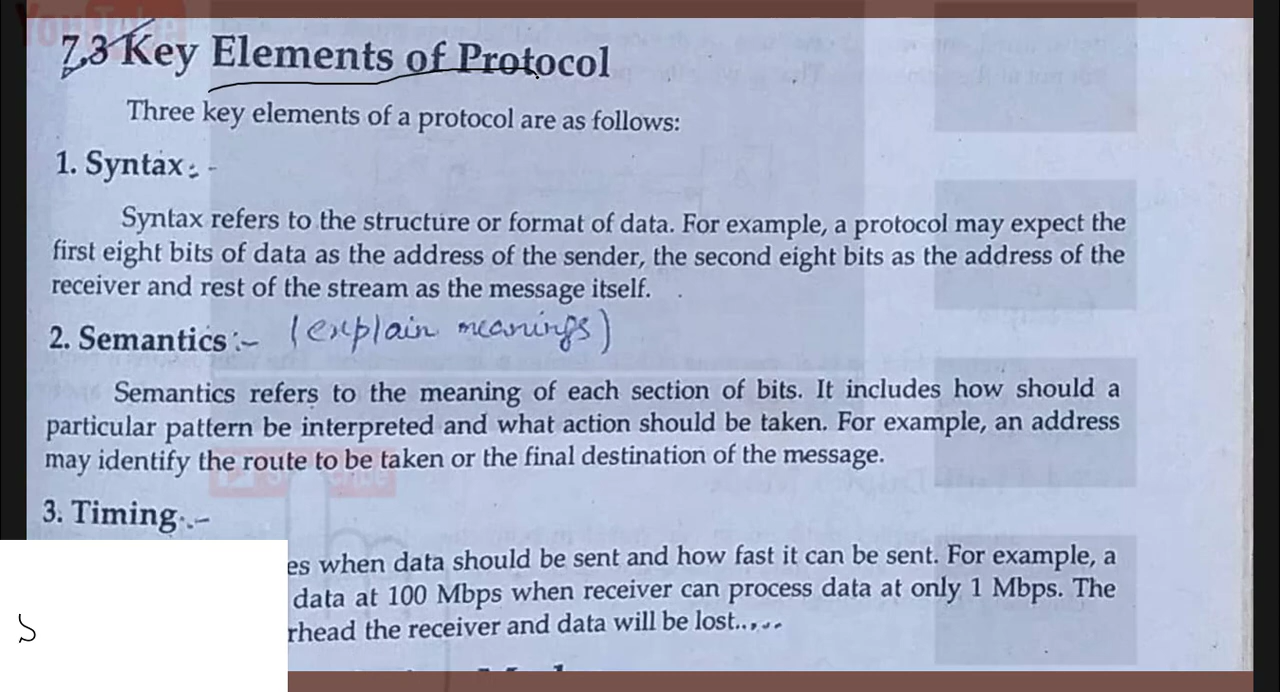 YouTube
7.3 Key Elements of Protocol
Three key elements of a protocol are as follows:
1. Syntax: -
Syntax refers to the structure or format of data. For example, a protocol may expect the
first eight bits of data as the address of the sender, the second eight bits as the address of the
receiver and rest of the stream as the message itself.
2. Semantics :- (explain meanings)
Semantics refers to the meaning of each section of bits. It includes how should a
particular pattern be interpreted and what action should be taken. For example, an address
may identify the route to be taken or the final destination of the message.
3. Timing :-
es when data should be sent and how fast it can be sent. For example, a
data at 100 Mbps when receiver can process data at only 1 Mbps. The
rhead the receiver and data will be lost.....